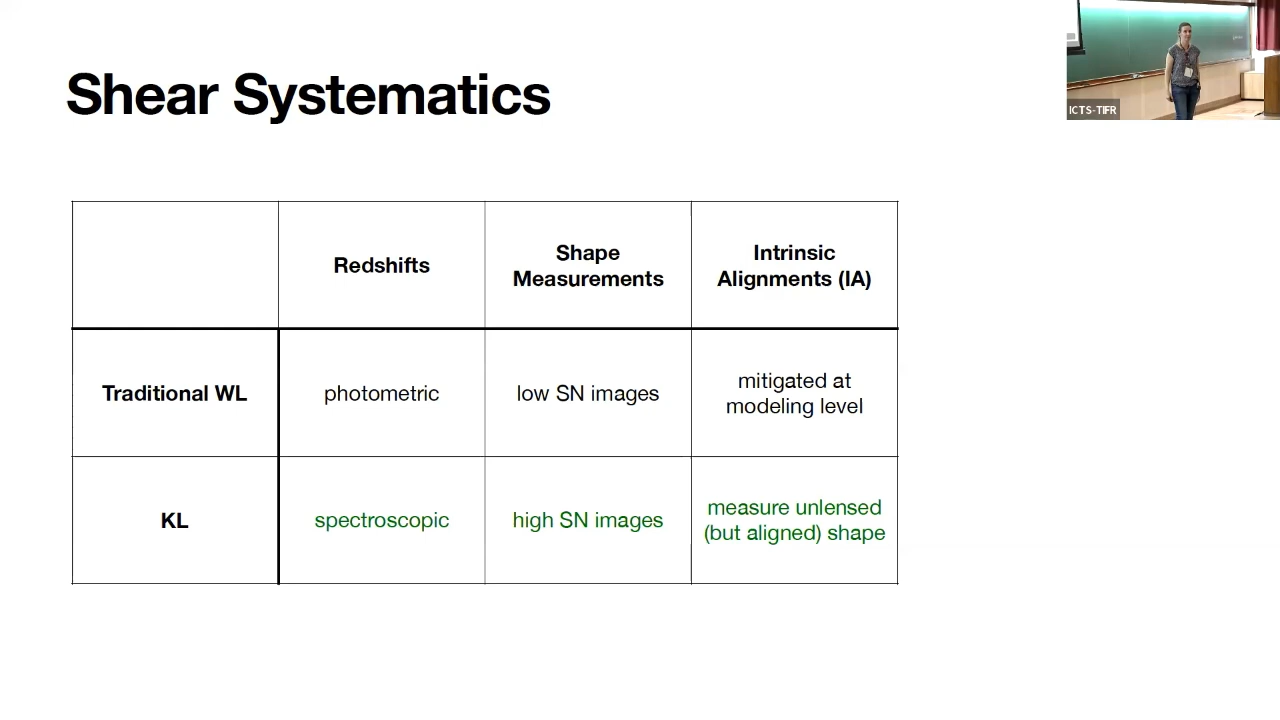 Shear Systematics
ICTS-TIFR
Redshifts
Shape
Measurements
Intrinsic
Alignments (IA)
Traditional WL
photometric
low SN images
mitigated at
modeling level
KL
spectroscopic
high SN images
measure unlensed
(but aligned) shape